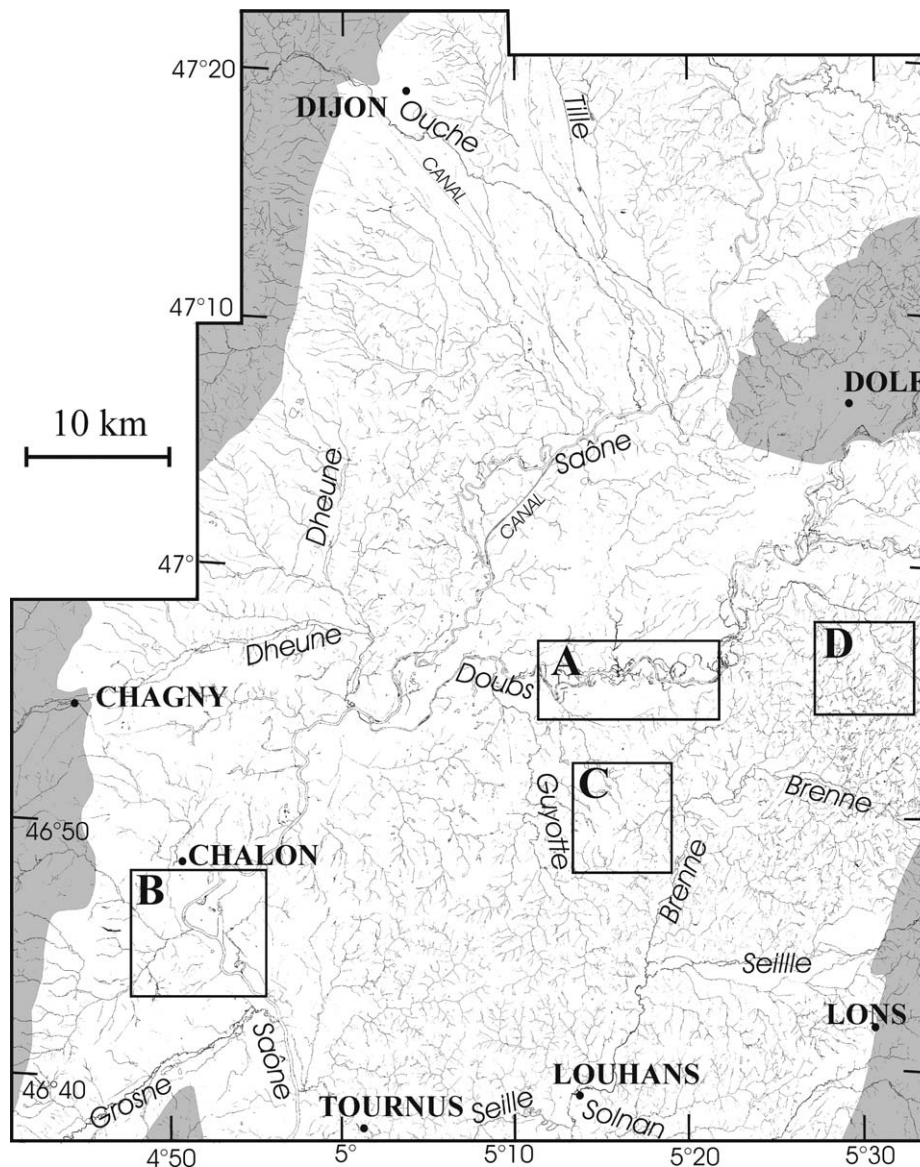 47°20
DIJON
Ouche
Tille
CANAL
47°10
DOLE
10 km
Saône
Dheune
CANAL
47°
A
D
Dheune
Doubs
CHAGNY
C
Guyotte
Brenne
46°50
CHALON
B
Brenne
Seillle
LONS
Saône
46°40
Grosne
LOUHANS
TOURNUS
Seille
Solnan
4°50
5°
5°10
5°20
5°30